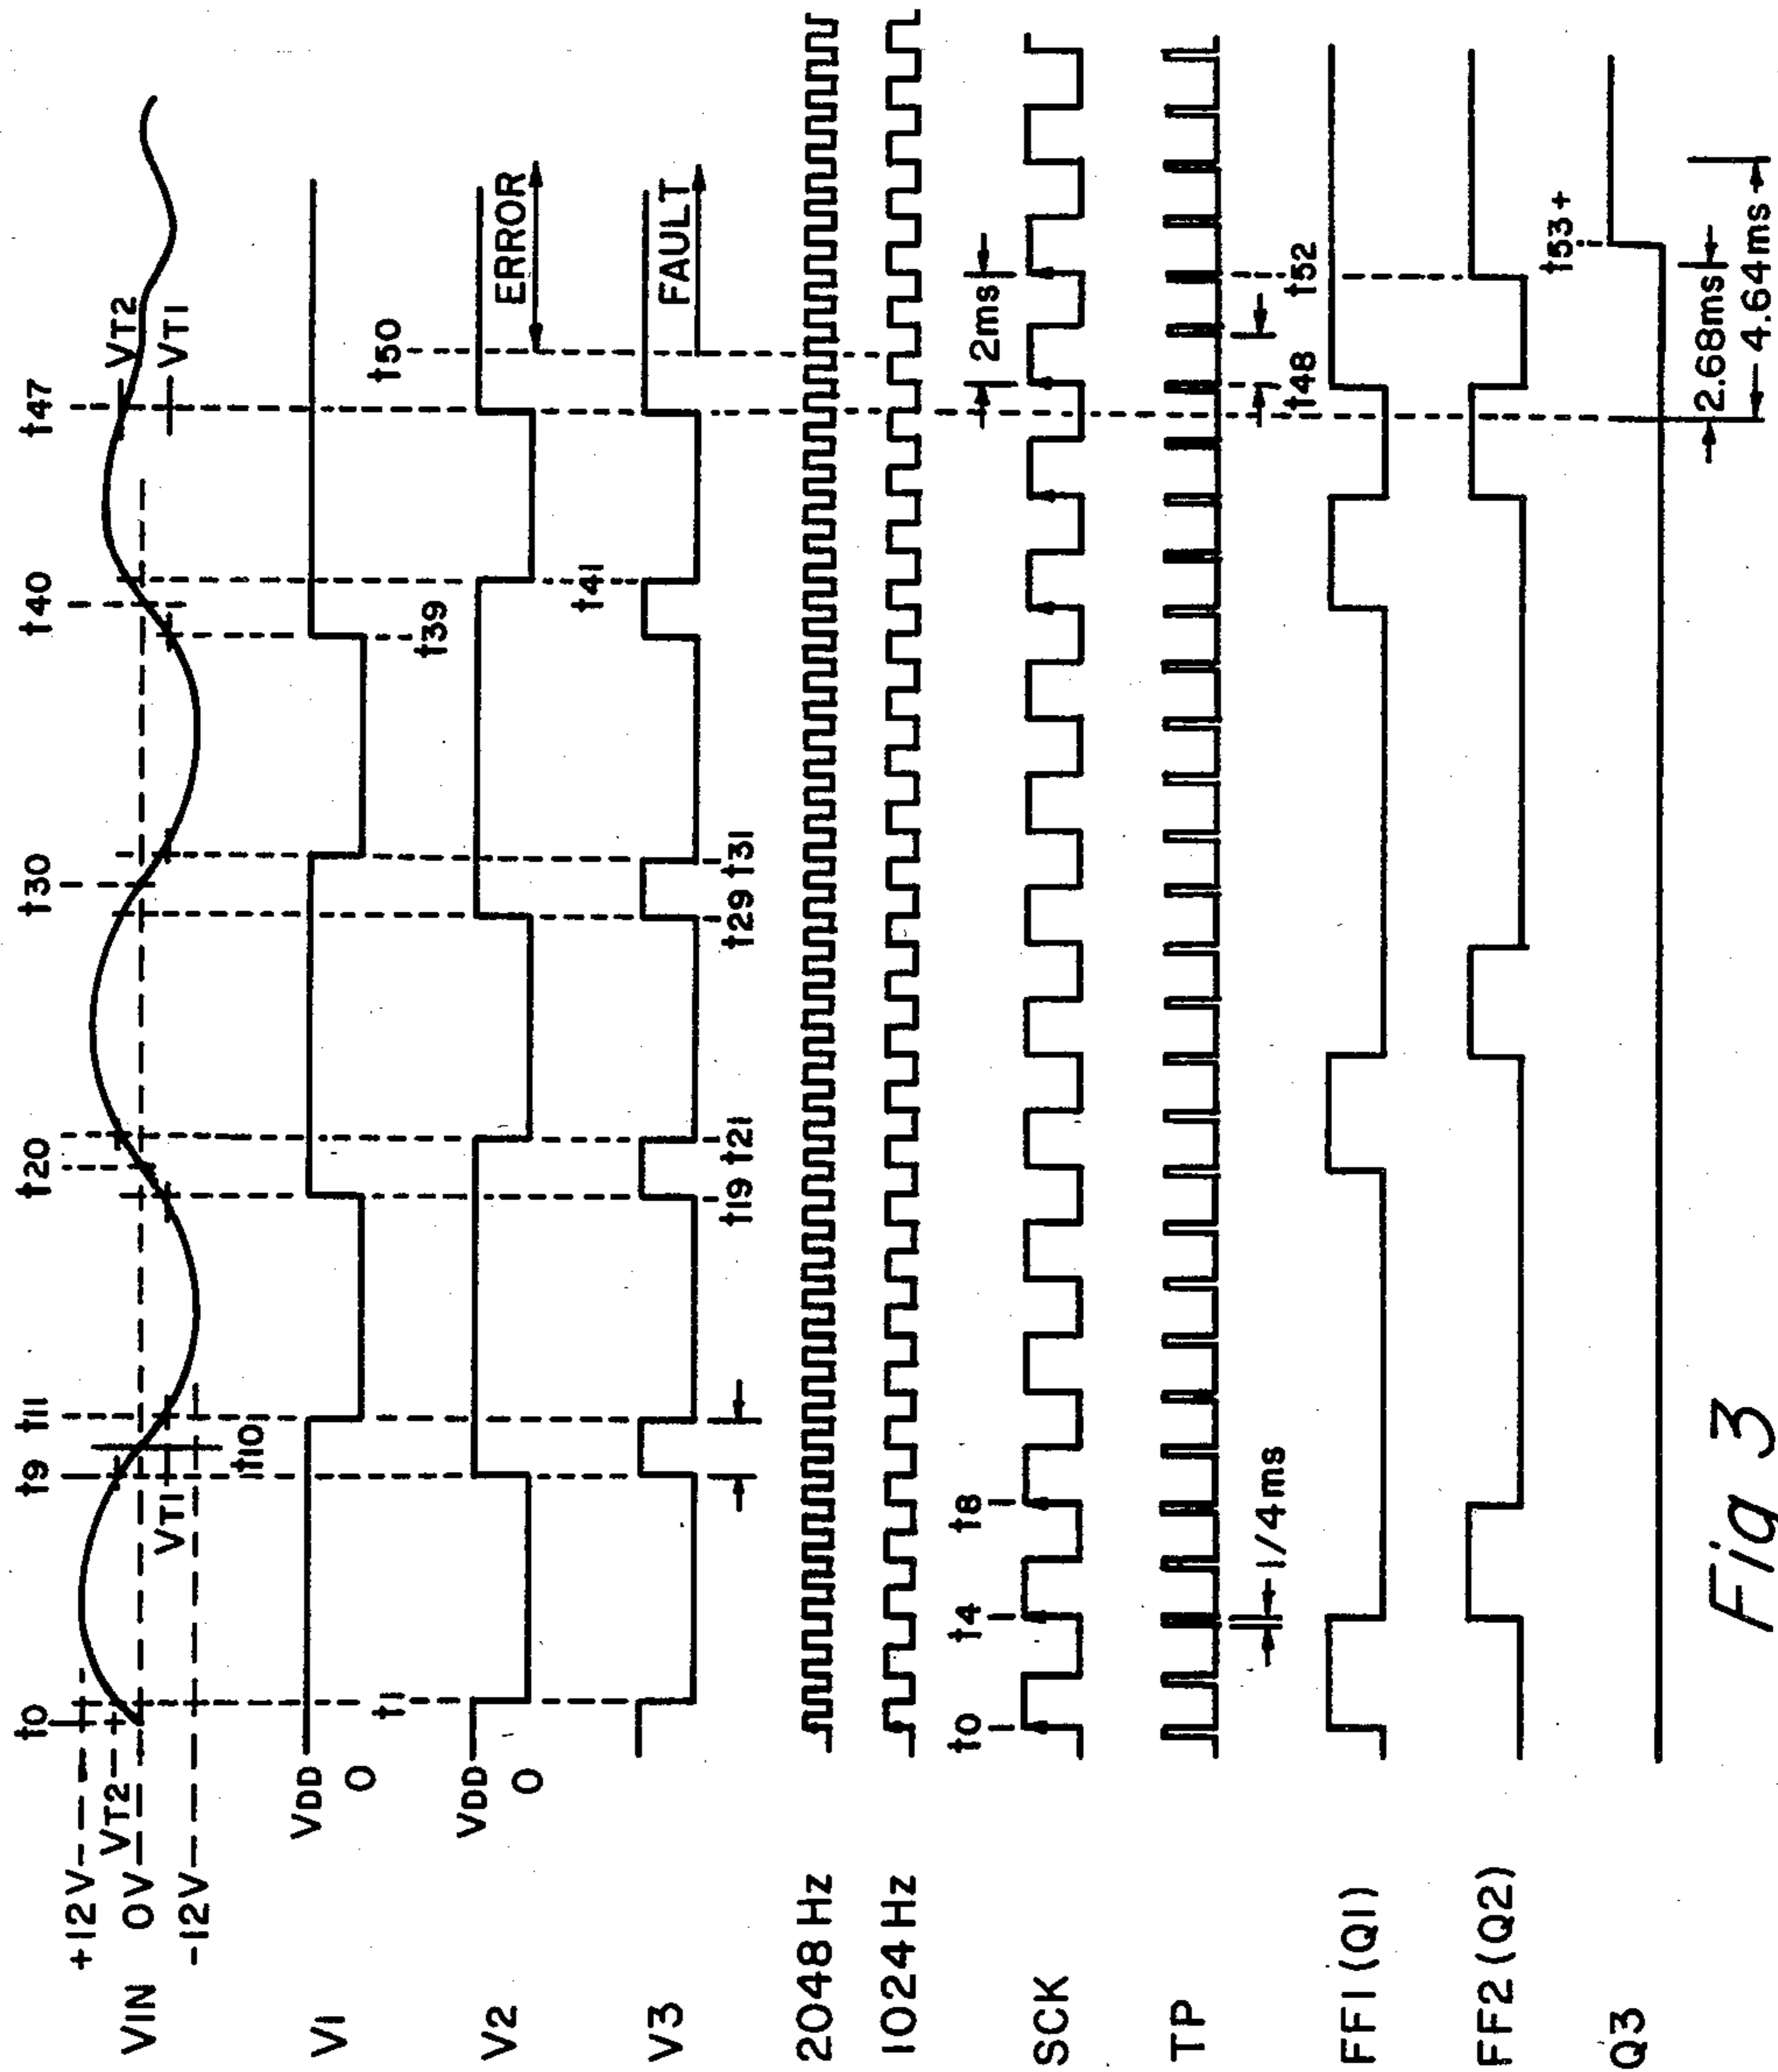 t0
t9
t11
t20
t30
t40
t47
+12V
VT2
0V
-12V
VIN
VT1
t10
VT2
VT1
V1
VDD
0
t39
t50
V2
VDD
0
t1
t41
ERROR
V3
t19
t21
t29
t31
FAULT
2048 Hz
1024 Hz
SCK
t0
t4
t8
2ms
TP
1/4ms
t48
t52
FF1(Q1)
FF2(Q2)
Q3
t53+
2.68ms
4.64ms
Fig 3